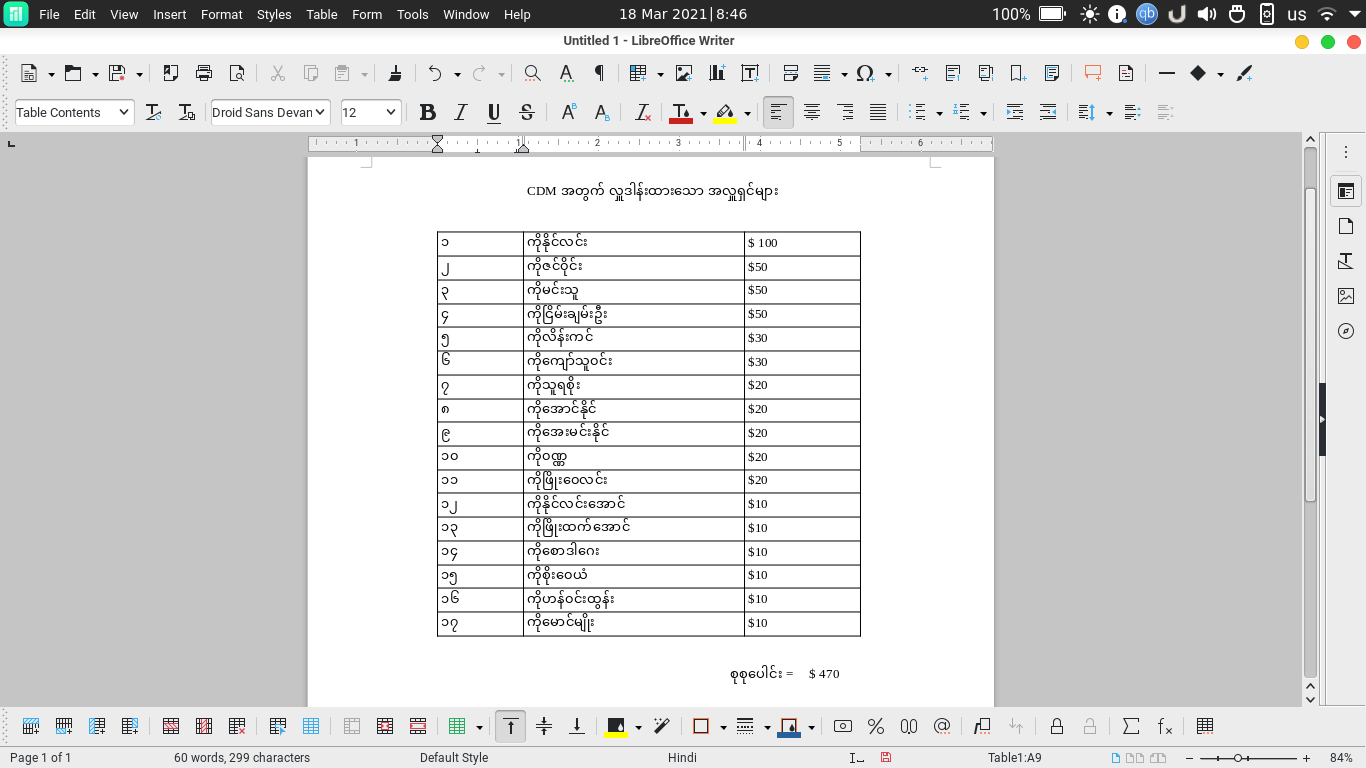 File Edit View Insert Format Styles Table Form Tools Window Help 18 Mar 2021 | 8:46 100% qb us
Untitled 1 - LibreOffice Writer
Table Contents Droid Sans Devan 12
1 1 2 3 4 5 6
CDM အတွက် လှူဒါန်းထားသော အလှူရှင်များ
၁ ကိုနိုင်လင်း $ 100
၂ ကိုဇင်ဝိုင်း $50
၃ ကိုမင်းသူ $50
၄ ကိုငြိမ်းချမ်းဦး $50
၅ ကိုလိန်းကင် $30
၆ ကိုကျော်သူဝင်း $30
၇ ကိုသူရစိုး $20
၈ ကိုအောင်နိုင် $20
၉ ကိုအေးမင်းနိုင် $20
၁၀ ကိုဝဏ္ဏ $20
၁၁ ကိုဖြိုးဝေလင်း $20
၁၂ ကိုနိုင်လင်းအောင် $10
၁၃ ကိုဖြိုးထက်အောင် $10
၁၄ ကိုစောဒါဂေး $10
၁၅ ကိုစိုးဝေယံ $10
၁၆ ကိုဟန်ဝင်းထွန်း $10
၁၇ ကိုမောင်မျိုး $10
စုစုပေါင်း = $ 470
Page 1 of 1 60 words, 299 characters Default Style Hindi Table1:A9 84%